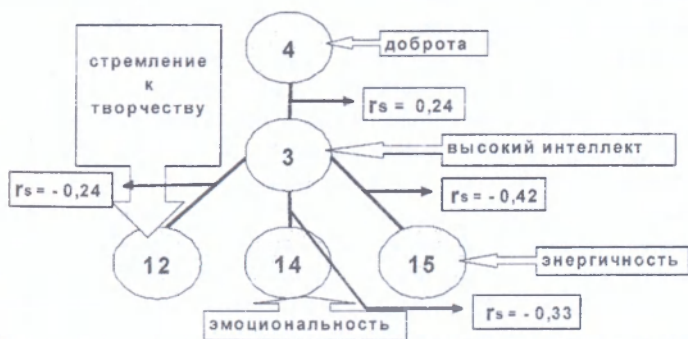 4
доброта
стремление
к
творчеству
rs = 0,24
3
высокий интеллект
rs = - 0,24
rs = - 0,42
12
14
15
энергичность
rs = - 0,33
эмоциональность